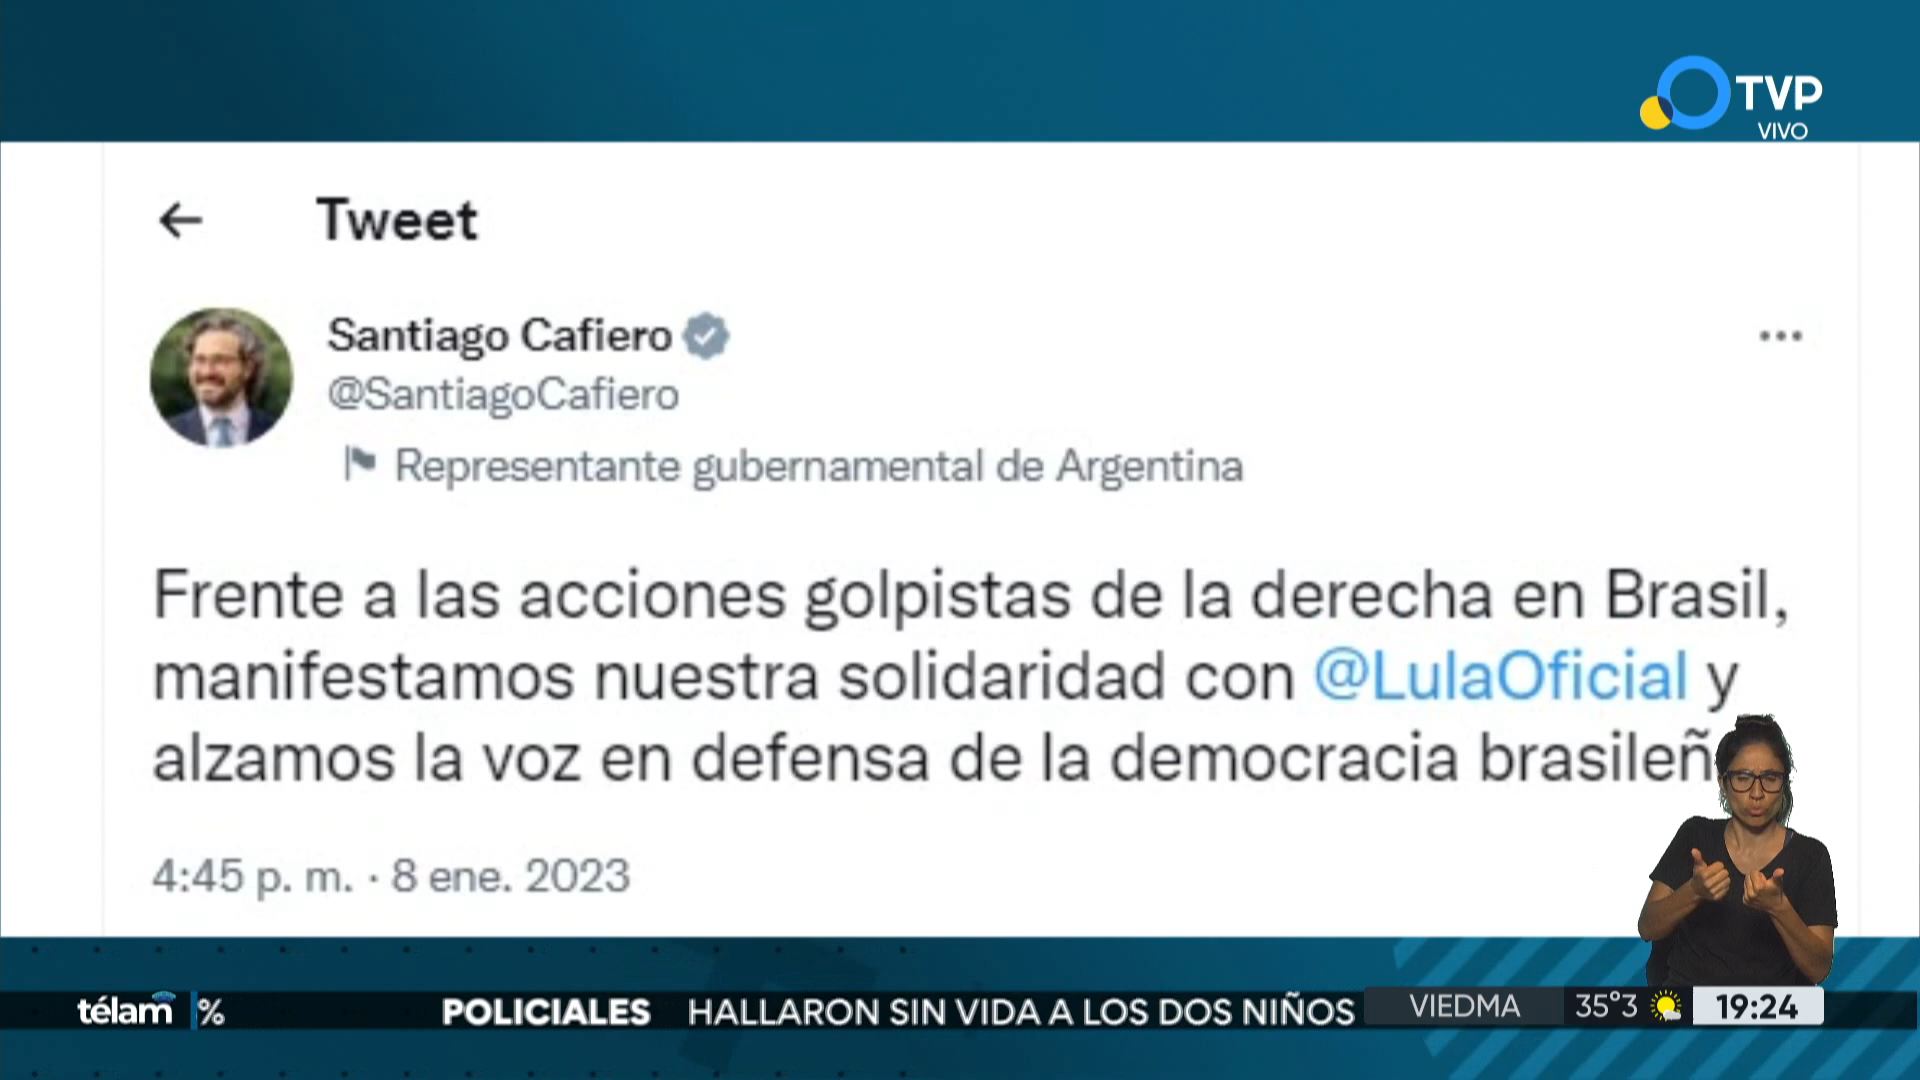 TVP
VIVO
Tweet
Santiago Cafiero
@SantiagoCafiero
Representante gubernamental de Argentina
Frente a las acciones golpistas de la derecha en Brasil,
manifestamos nuestra solidaridad con @LulaOficial y
alzamos la voz en defensa de la democracia brasileñ
4:45 p. m. · 8 ene. 2023
télam % POLICIALES HALLARON SIN VIDA A LOS DOS NIÑOS VIEDMA 35°3 19:24